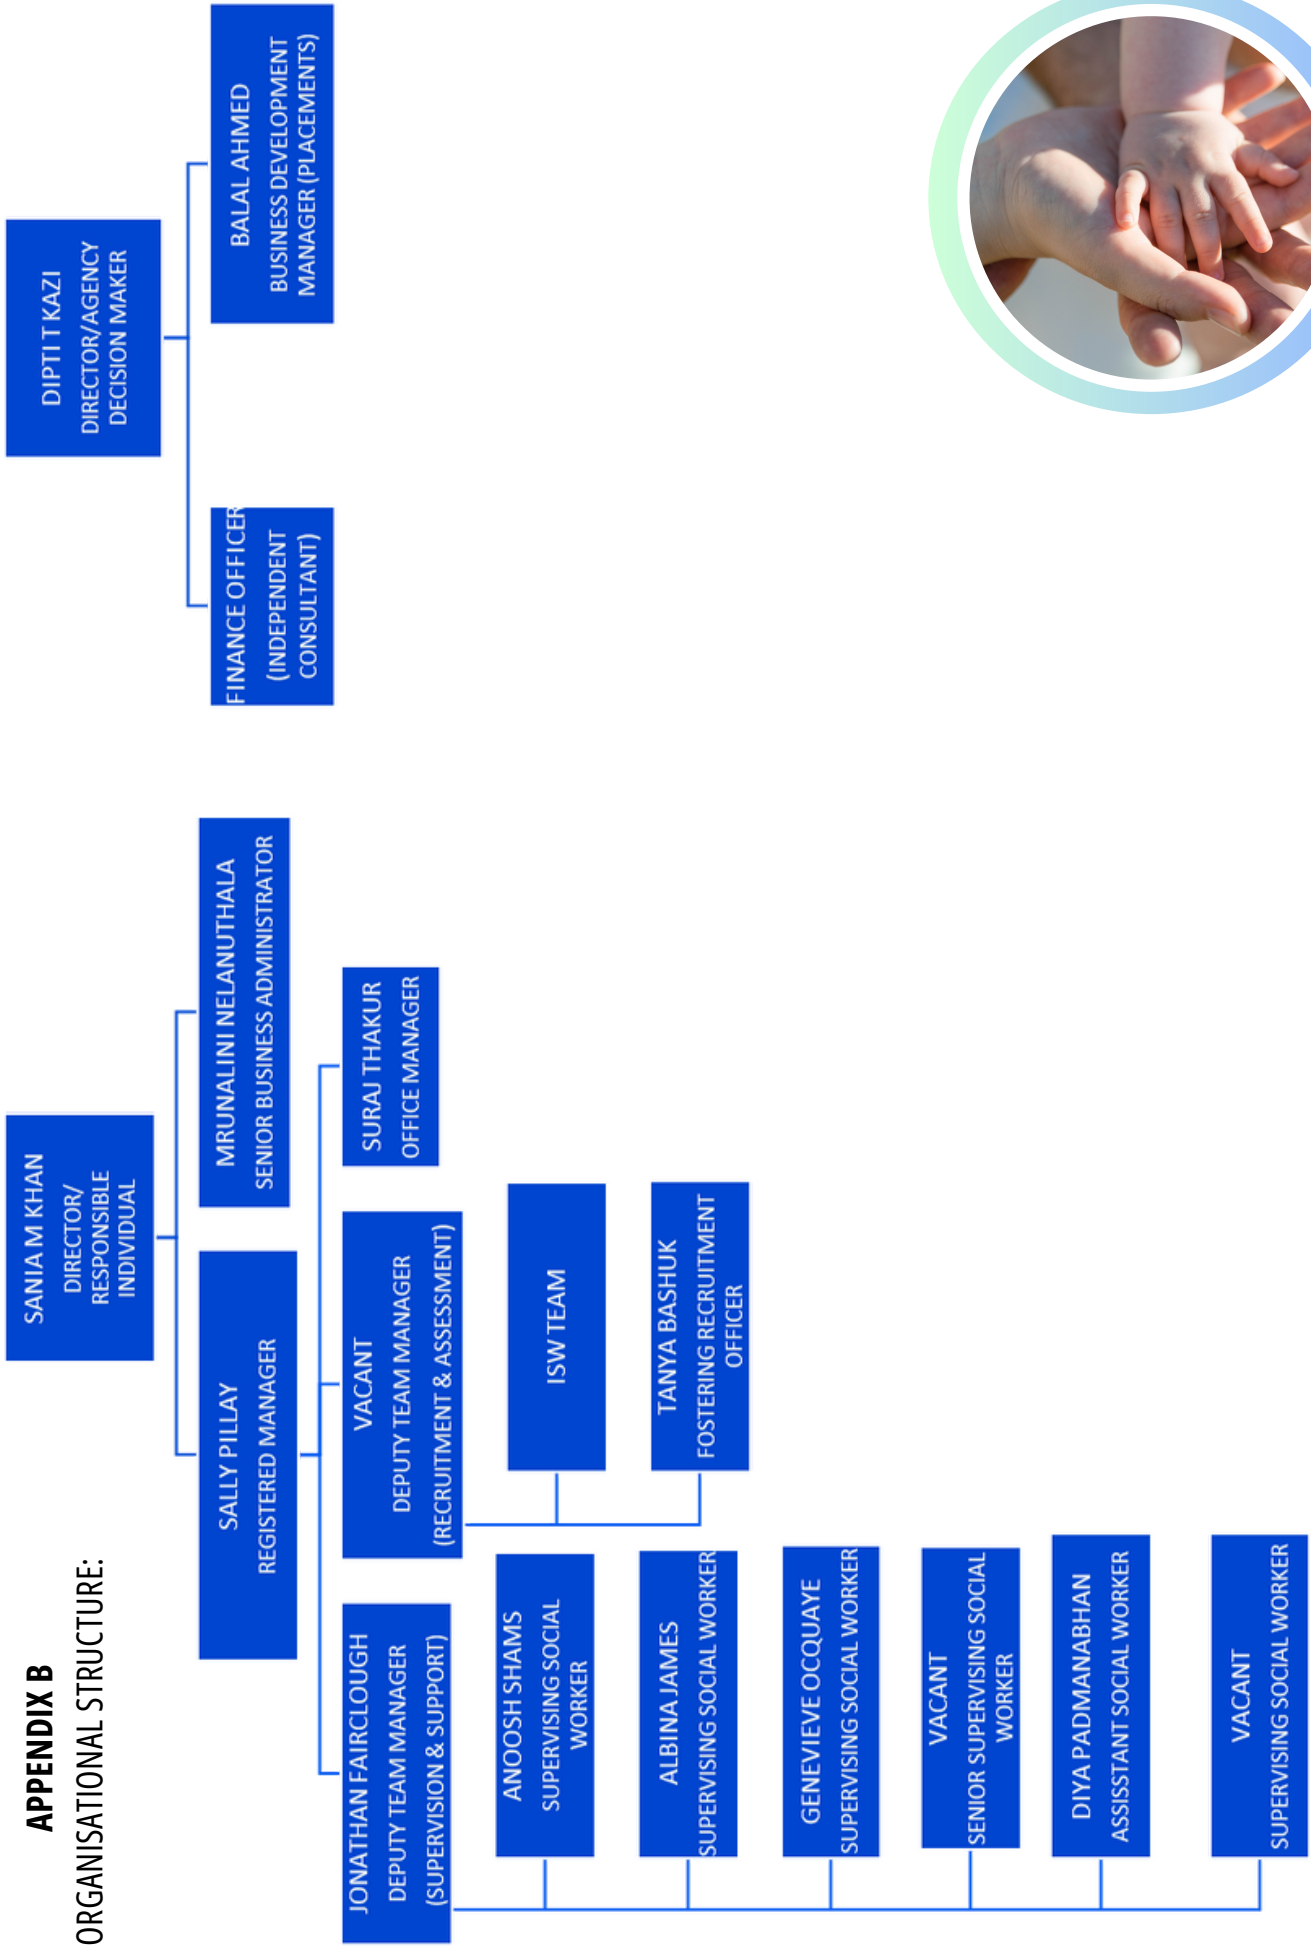 APPENDIX B
ORGANISATIONAL STRUCTURE:
SANIA M KHAN
DIRECTOR/
RESPONSIBLE
INDIVIDUAL
DIPTI T KAZI
DIRECTOR/AGENCY
DECISION MAKER
SALLY PILLAY
REGISTERED MANAGER
MRUNALINI NELANUTHALA
SENIOR BUSINESS ADMINISTRATOR
FINANCE OFFICER
(INDEPENDENT
CONSULTANT)
BALAL AHMED
BUSINESS DEVELOPMENT
MANAGER (PLACEMENTS)
JONATHAN FAIRCLOUGH
DEPUTY TEAM MANAGER
(SUPERVISION & SUPPORT)
VACANT
DEPUTY TEAM MANAGER
(RECRUITMENT & ASSESSMENT)
SURAJ THAKUR
OFFICE MANAGER
ANOOSH SHAMS
SUPERVISING SOCIAL
WORKER
ISW TEAM
ALBINA JAMES
SUPERVISING SOCIAL WORKER
TANYA BASHUK
FOSTERING RECRUITMENT
OFFICER
GENEVIEVE OCQUAYE
SUPERVISING SOCIAL WORKER
VACANT
SENIOR SUPERVISING SOCIAL
WORKER
DIYA PADMANABHAN
ASSISTANT SOCIAL WORKER
VACANT
SUPERVISING SOCIAL WORKER